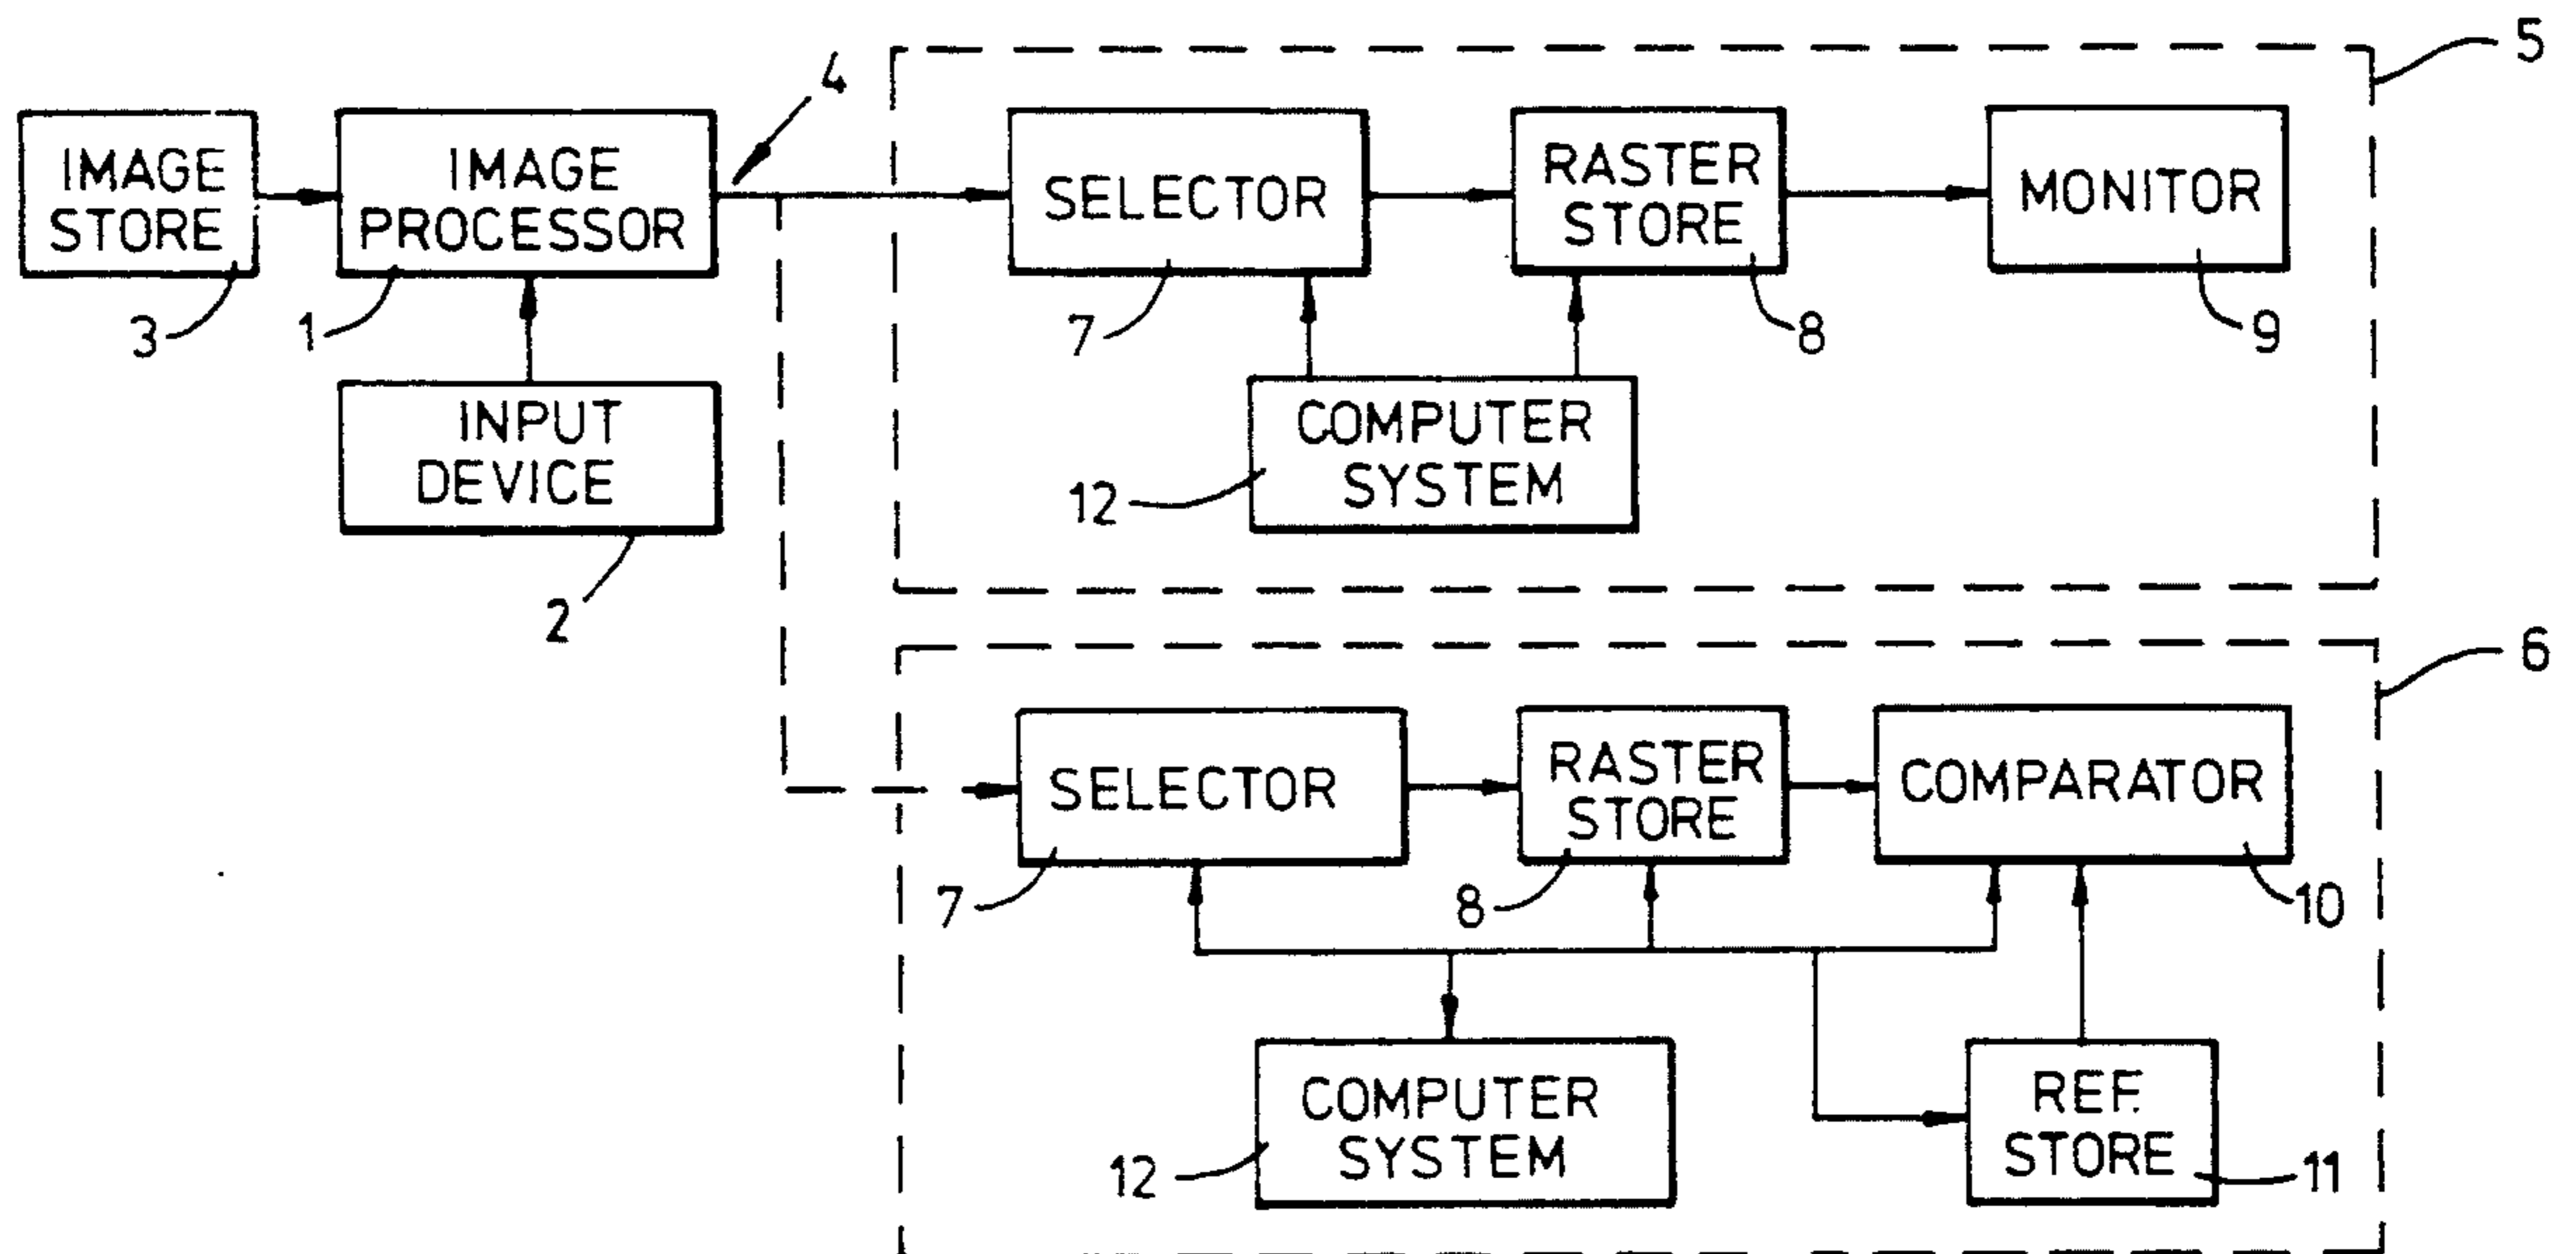 5
4
IMAGE
STORE
IMAGE
PROCESSOR
SELECTOR
RASTER
STORE
MONITOR
3
1
7
8
9
INPUT
DEVICE
COMPUTER
SYSTEM
12
2
6
SELECTOR
RASTER
STORE
COMPARATOR
7
8
10
COMPUTER
SYSTEM
REF.
STORE
12
11